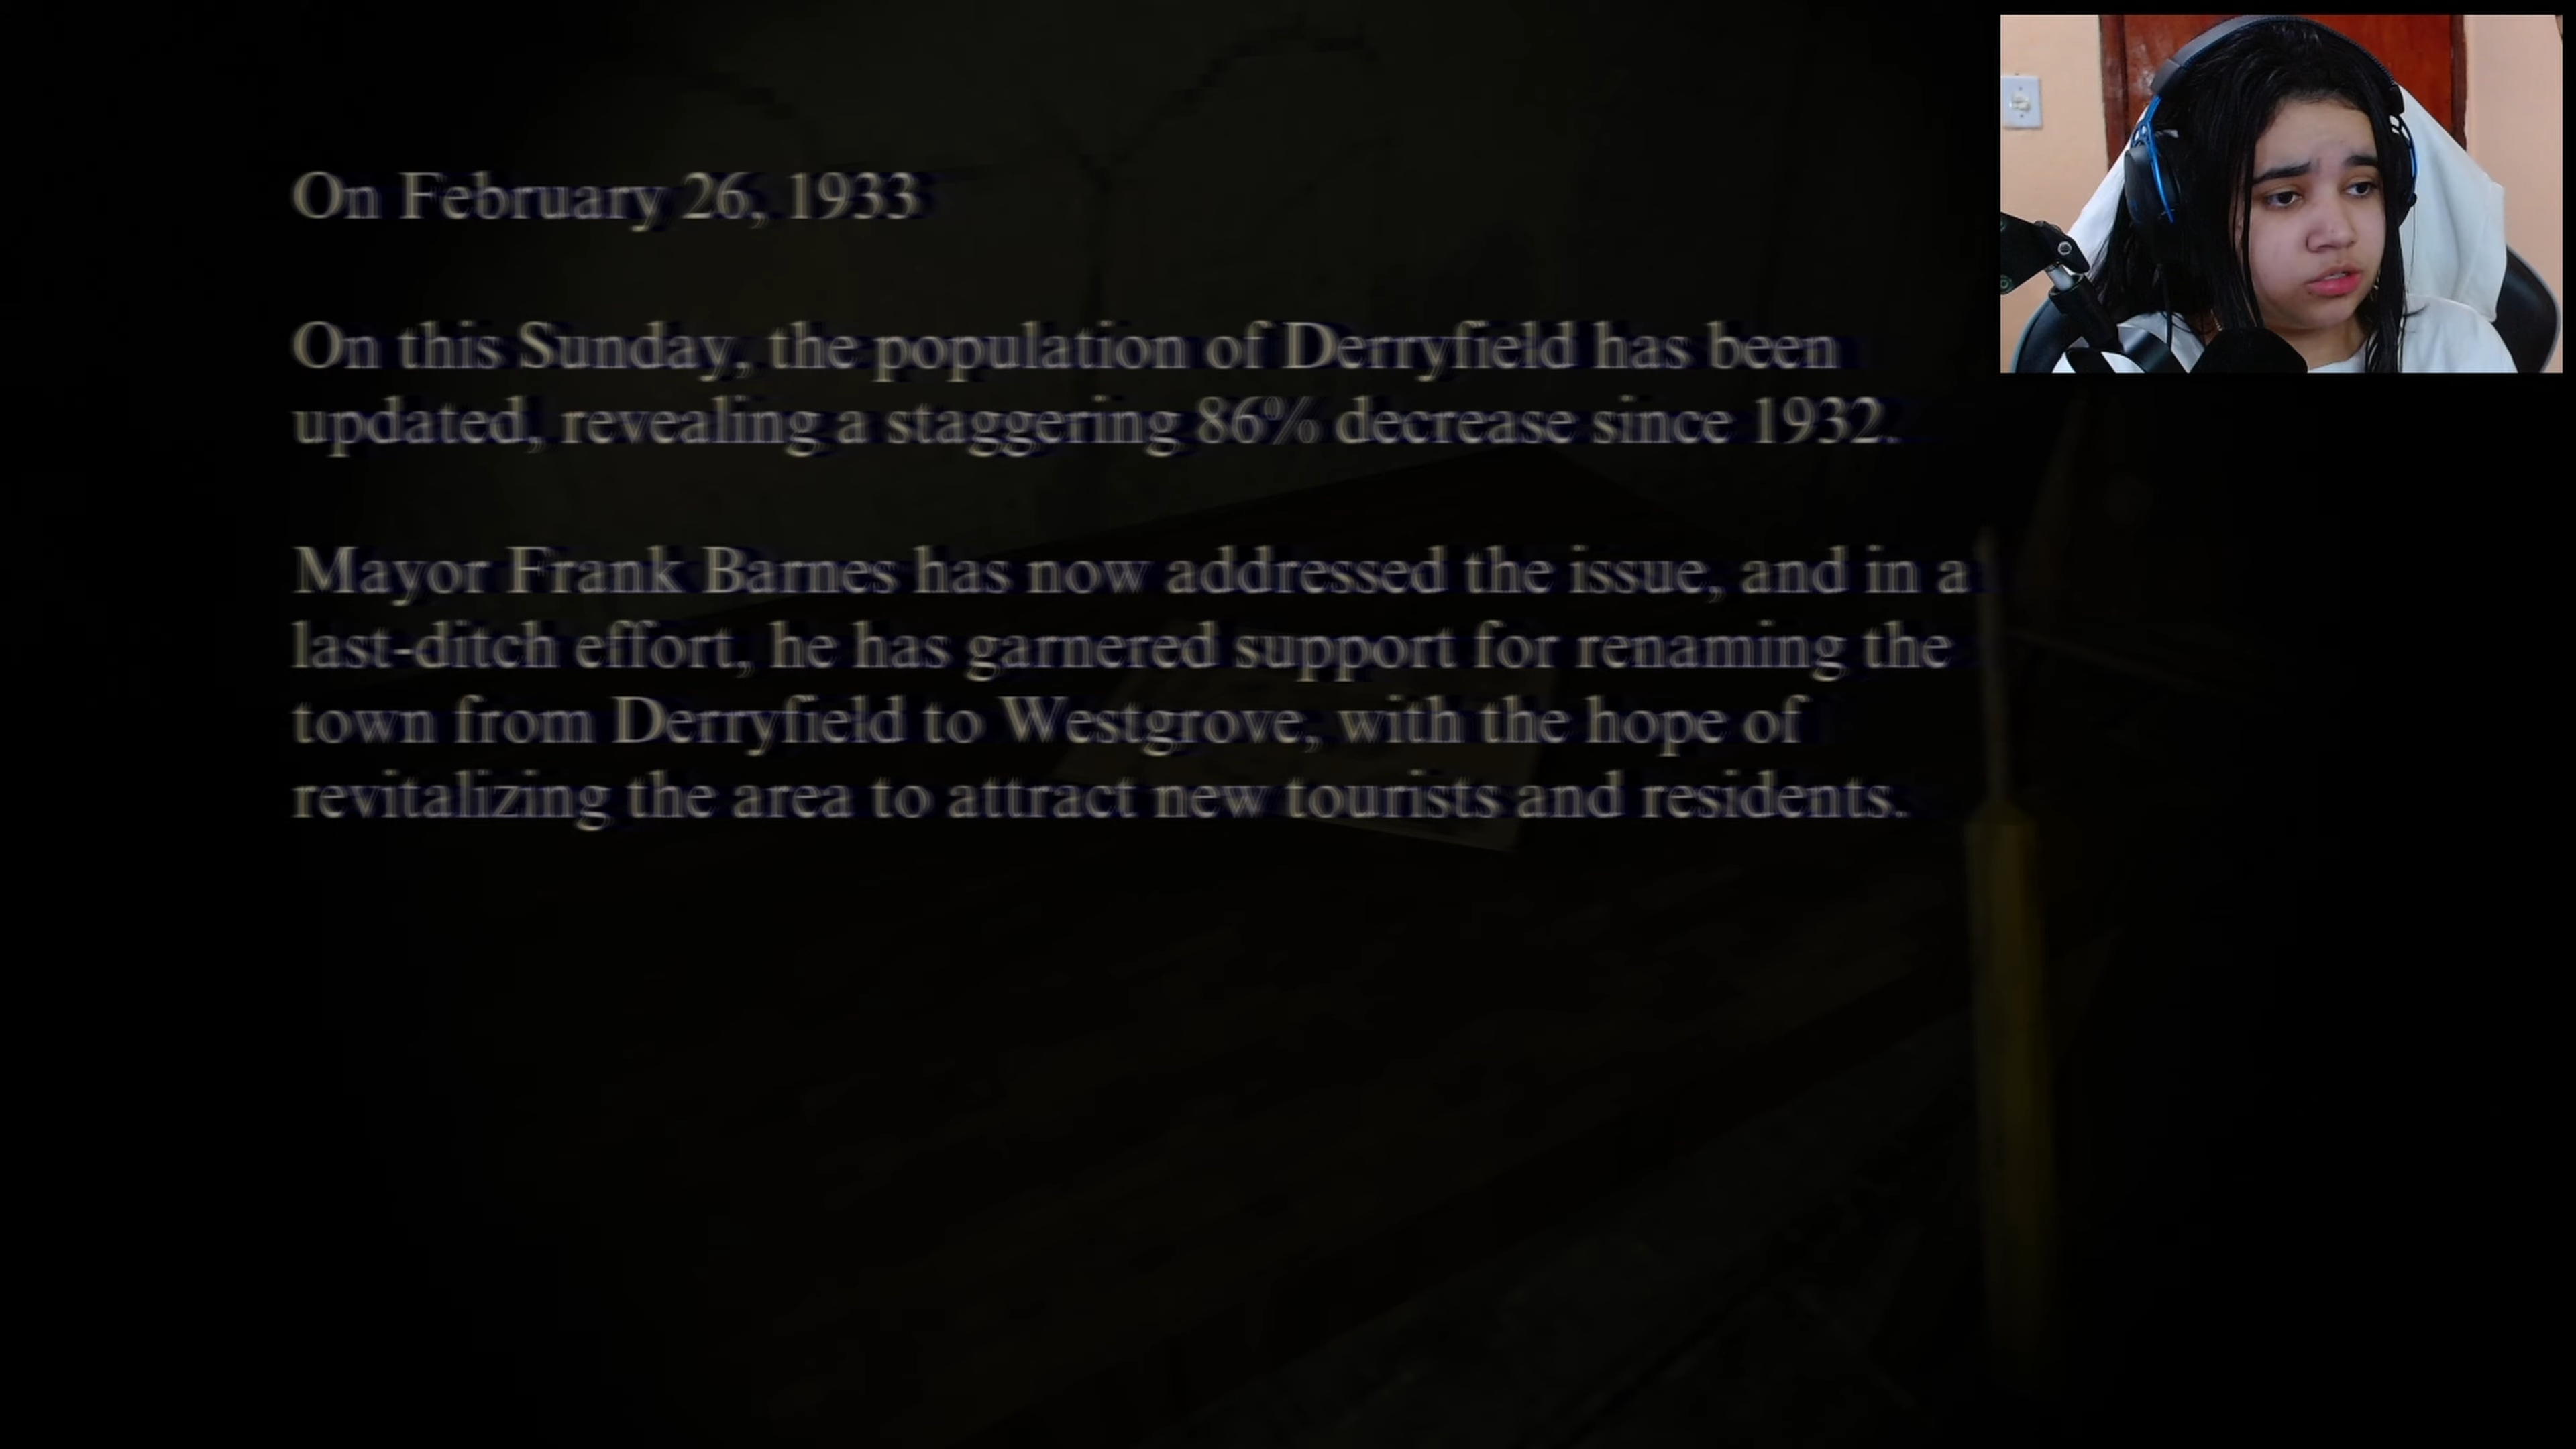 On February 26, 1933
On this Sunday, the population of Derryfield has been
updated, revealing a staggering 86% decrease since 1932.
Mayor Frank Barnes has now addressed the issue, and in a
last-ditch effort, he has garnered support for renaming the
town from Derryfield to Westgrove, with the hope of
revitalizing the area to attract new tourists and residents.